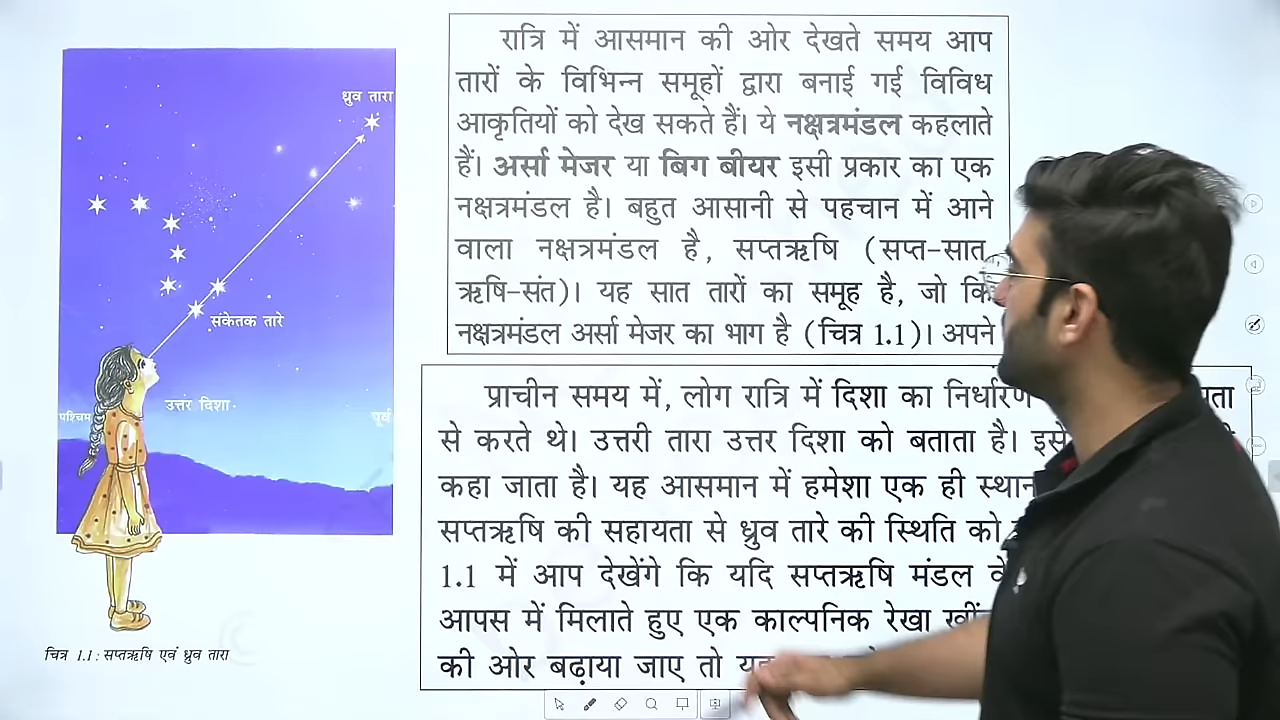 ध्रुव तारा
संकेतक तारे
उत्तर दिशा
पश्चिम
पूर्व
चित्र 1.1 : सप्तऋषि एवं ध्रुव तारा
रात्रि में आसमान की ओर देखते समय आप
तारों के विभिन्न समूहों द्वारा बनाई गई विविध
आकृतियों को देख सकते हैं। ये नक्षत्रमंडल कहलाते
हैं। अर्सा मेजर या बिग बीयर इसी प्रकार का एक
नक्षत्रमंडल है। बहुत आसानी से पहचान में आने
वाला नक्षत्रमंडल है, सप्तऋषि (सप्त-सात,
ऋषि-संत)। यह सात तारों का समूह है, जो कि
नक्षत्रमंडल अर्सा मेजर का भाग है (चित्र 1.1)। अपने
प्राचीन समय में, लोग रात्रि में दिशा का निर्धारण
से करते थे। उत्तरी तारा उत्तर दिशा को बताता है। इसे
कहा जाता है। यह आसमान में हमेशा एक ही स्थान
सप्तऋषि की सहायता से ध्रुव तारे की स्थिति को
1.1 में आप देखेंगे कि यदि सप्तऋषि मंडल
आपस में मिलाते हुए एक काल्पनिक रेखा
की ओर बढ़ाया जाए तो